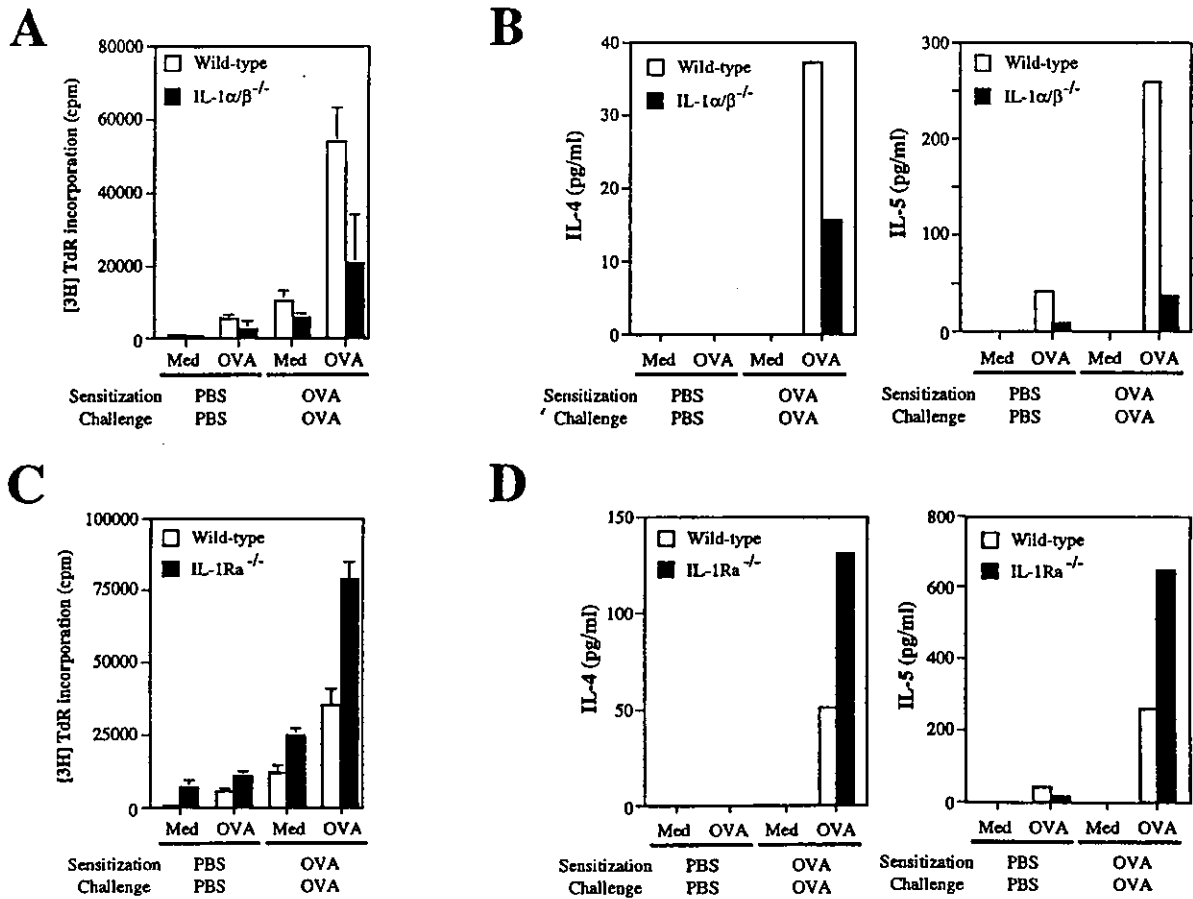 A
[3H] TdR incorporation (cpm)
80000
60000
40000
20000
0
Wild-type
IL-1α/β-/-
Med OVA Med OVA
Sensitization PBS OVA
Challenge PBS OVA
B
IL-4 (pg/ml)
40
30
20
10
0
Wild-type
IL-1α/β-/-
Med OVA Med OVA
Sensitization PBS OVA
Challenge PBS OVA
IL-5 (pg/ml)
300
200
100
0
Wild-type
IL-1α/β-/-
Med OVA Med OVA
PBS OVA
PBS OVA
C
[3H] TdR incorporation (cpm)
100000
75000
50000
25000
0
Wild-type
IL-1Ra-/-
Med OVA Med OVA
Sensitization PBS OVA
Challenge PBS OVA
D
IL-4 (pg/ml)
150
100
50
0
Wild-type
IL-1Ra-/-
Med OVA Med OVA
Sensitization PBS OVA
Challenge PBS OVA
IL-5 (pg/ml)
800
600
400
200
0
Wild-type
IL-1Ra-/-
Med OVA Med OVA
PBS OVA
PBS OVA